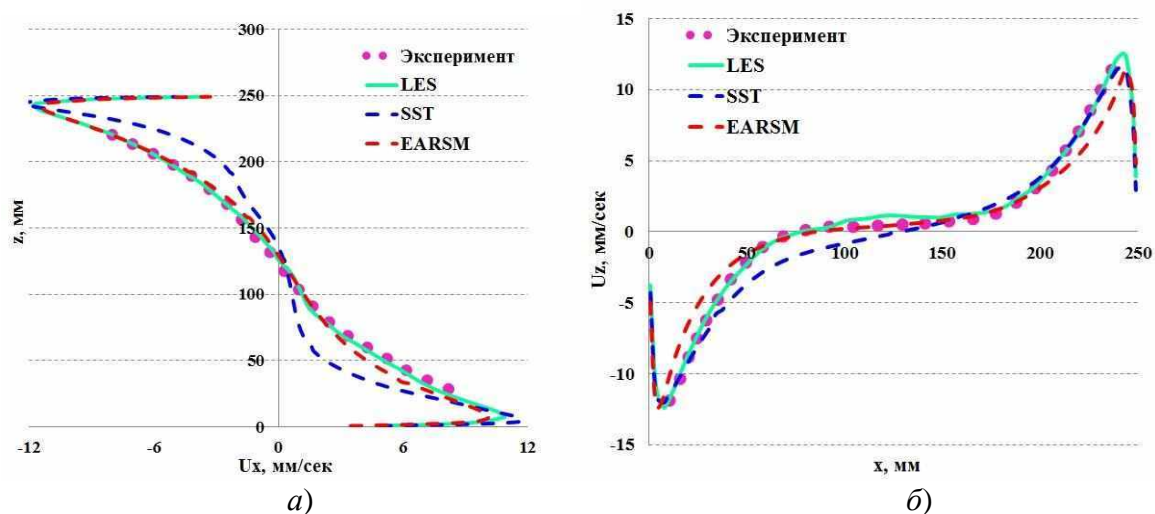 300
250
200
150
100
50
0
z, мм
-12
-6
0
6
12
Ux, мм/сек
Эксперимент
LES
SST
EARSM
а)
15
10
5
0
-5
-10
-15
Uz, мм/сек
0
50
100
150
200
250
x, мм
Эксперимент
LES
SST
EARSM
б)